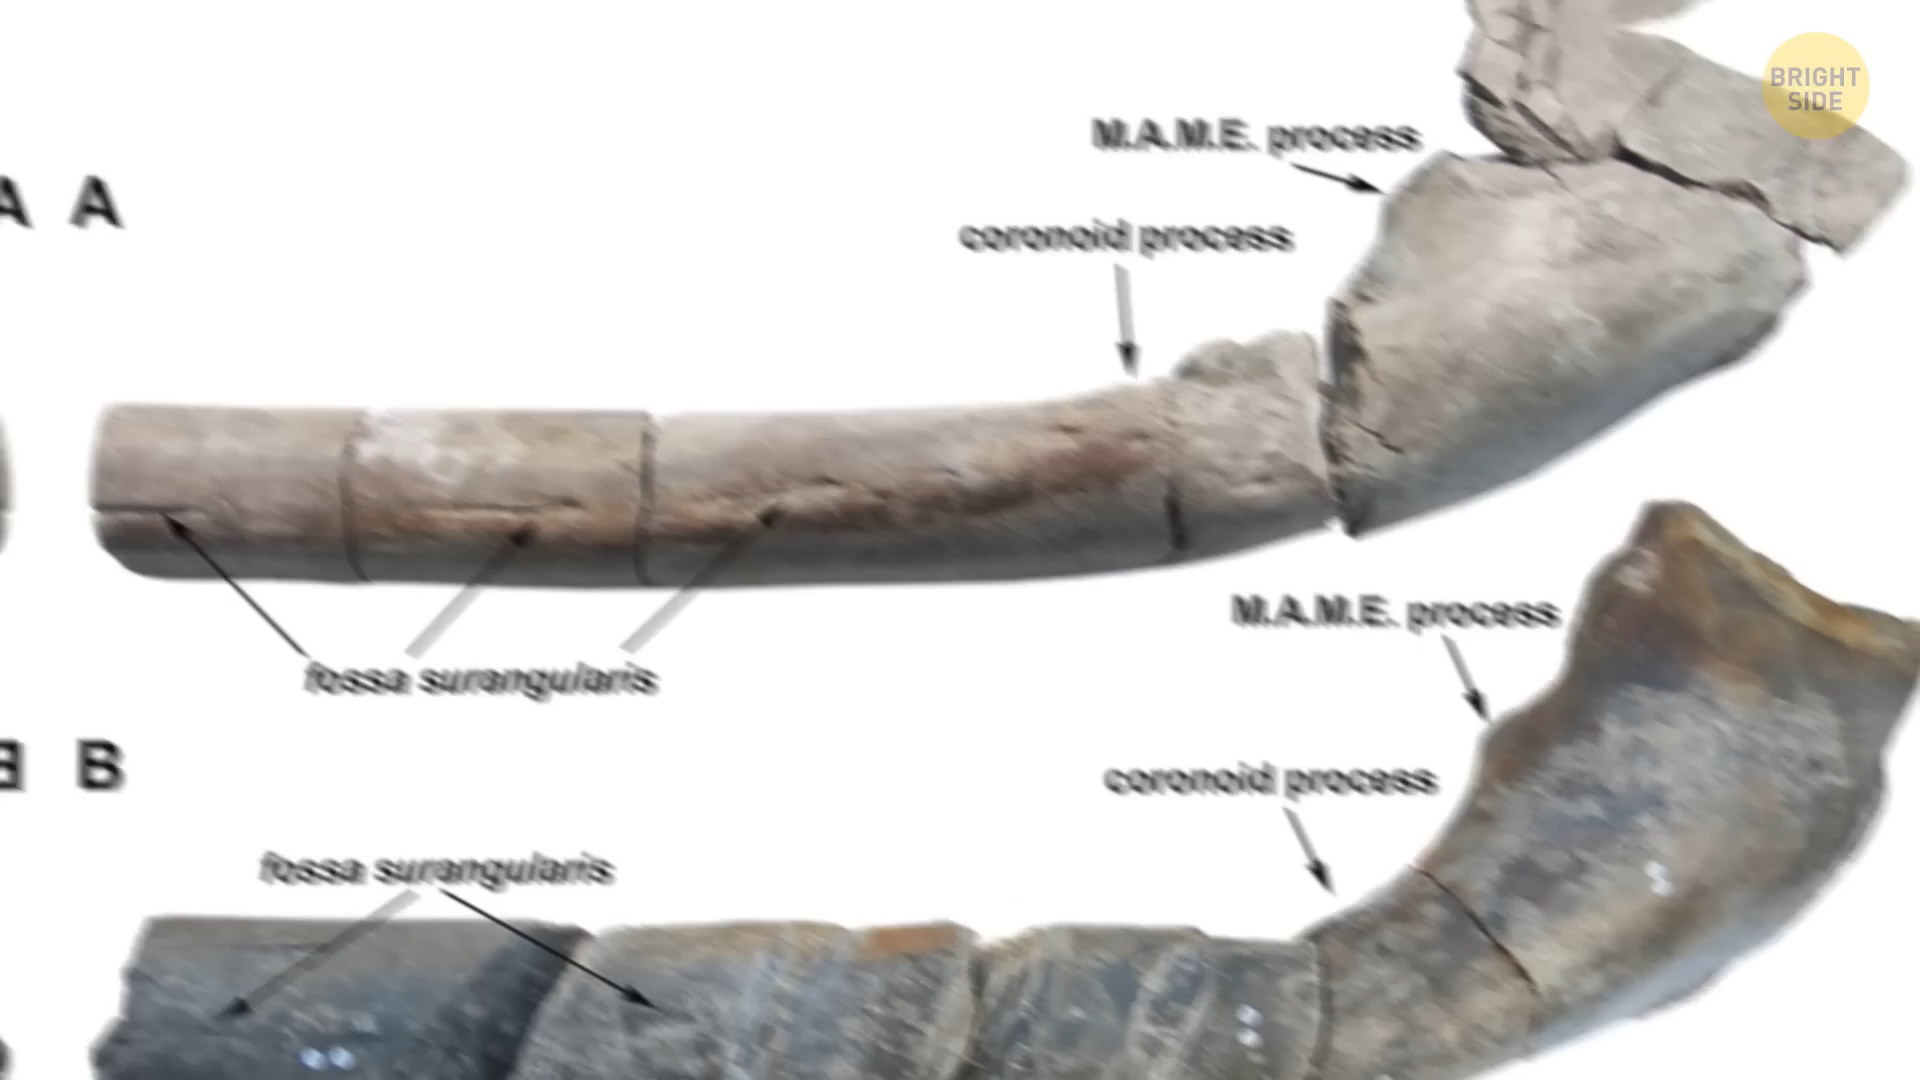 BRIGHT
SIDE
M.A.M.E. process
A A
coronoid process
fossa surangularis
M.A.M.E. process
B
coronoid process
fossa surangularis